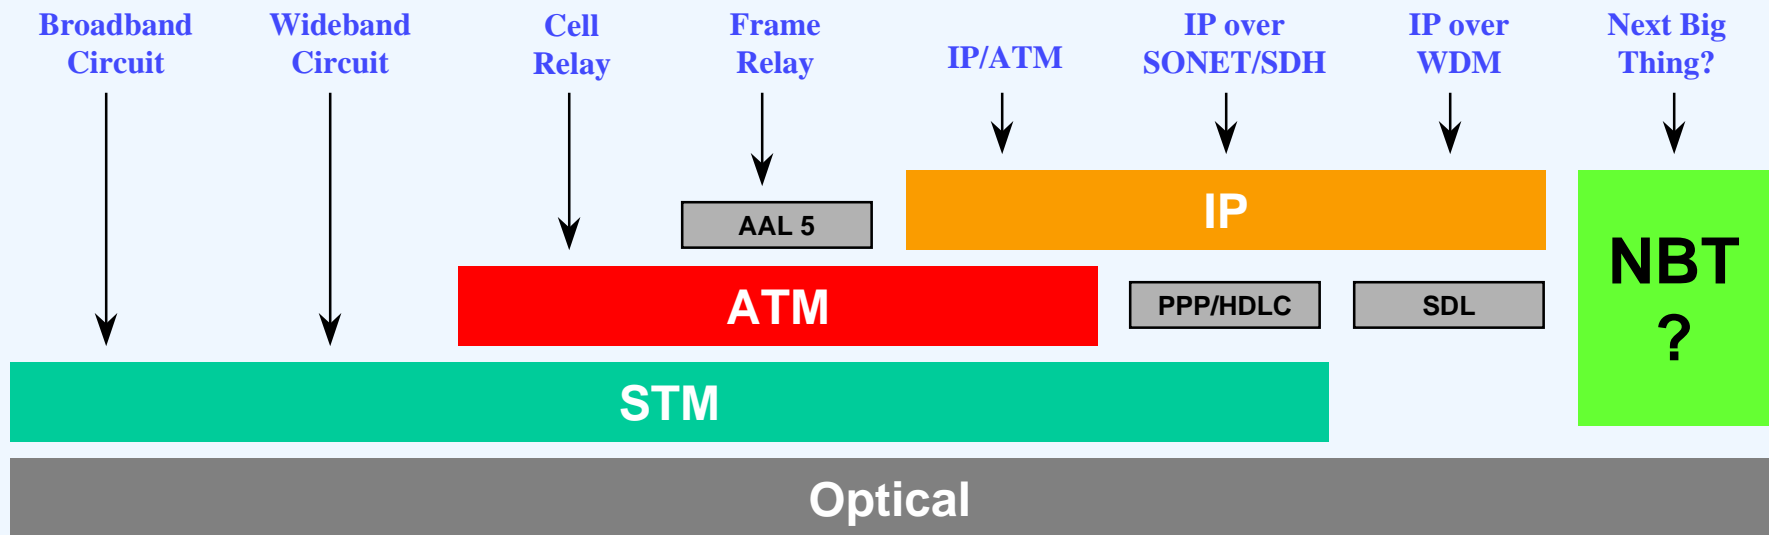 Broadband
Circuit
Wideband
Circuit
Cell
Relay
Frame
Relay
IP/ATM
IP over
SONET/SDH
IP over
WDM
Next Big
Thing?
IP
AAL 5
NBT
?
ATM
PPP/HDLC
SDL
STM
Optical